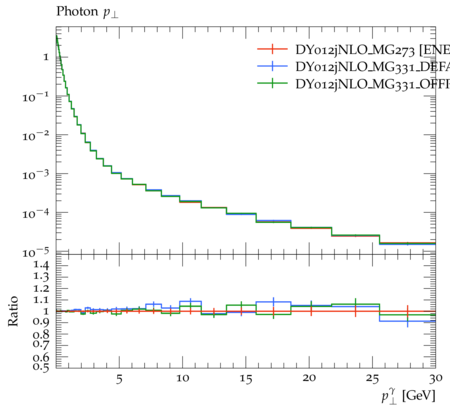 Photon p⊥
DY012jNLO_MG273 [ENE
DY012jNLO_MG331_DEFA
DY012jNLO_MG331_OFFF
1
10⁻¹
10⁻²
10⁻³
10⁻⁴
10⁻⁵
1.4
1.3
1.2
1.1
1.0
0.9
0.8
0.7
0.6
0.5
Ratio
5 10 15 20 25 30
p⊥^γ [GeV]